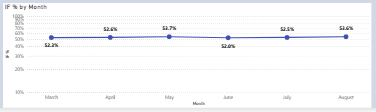 IF % by Month
100%
90%
80%
70%
60%
50%
40%
30%
20%
10%
IF %
52.3%
52.6%
53.7%
52.0%
52.5%
53.6%
March
April
May
June
July
August
Month